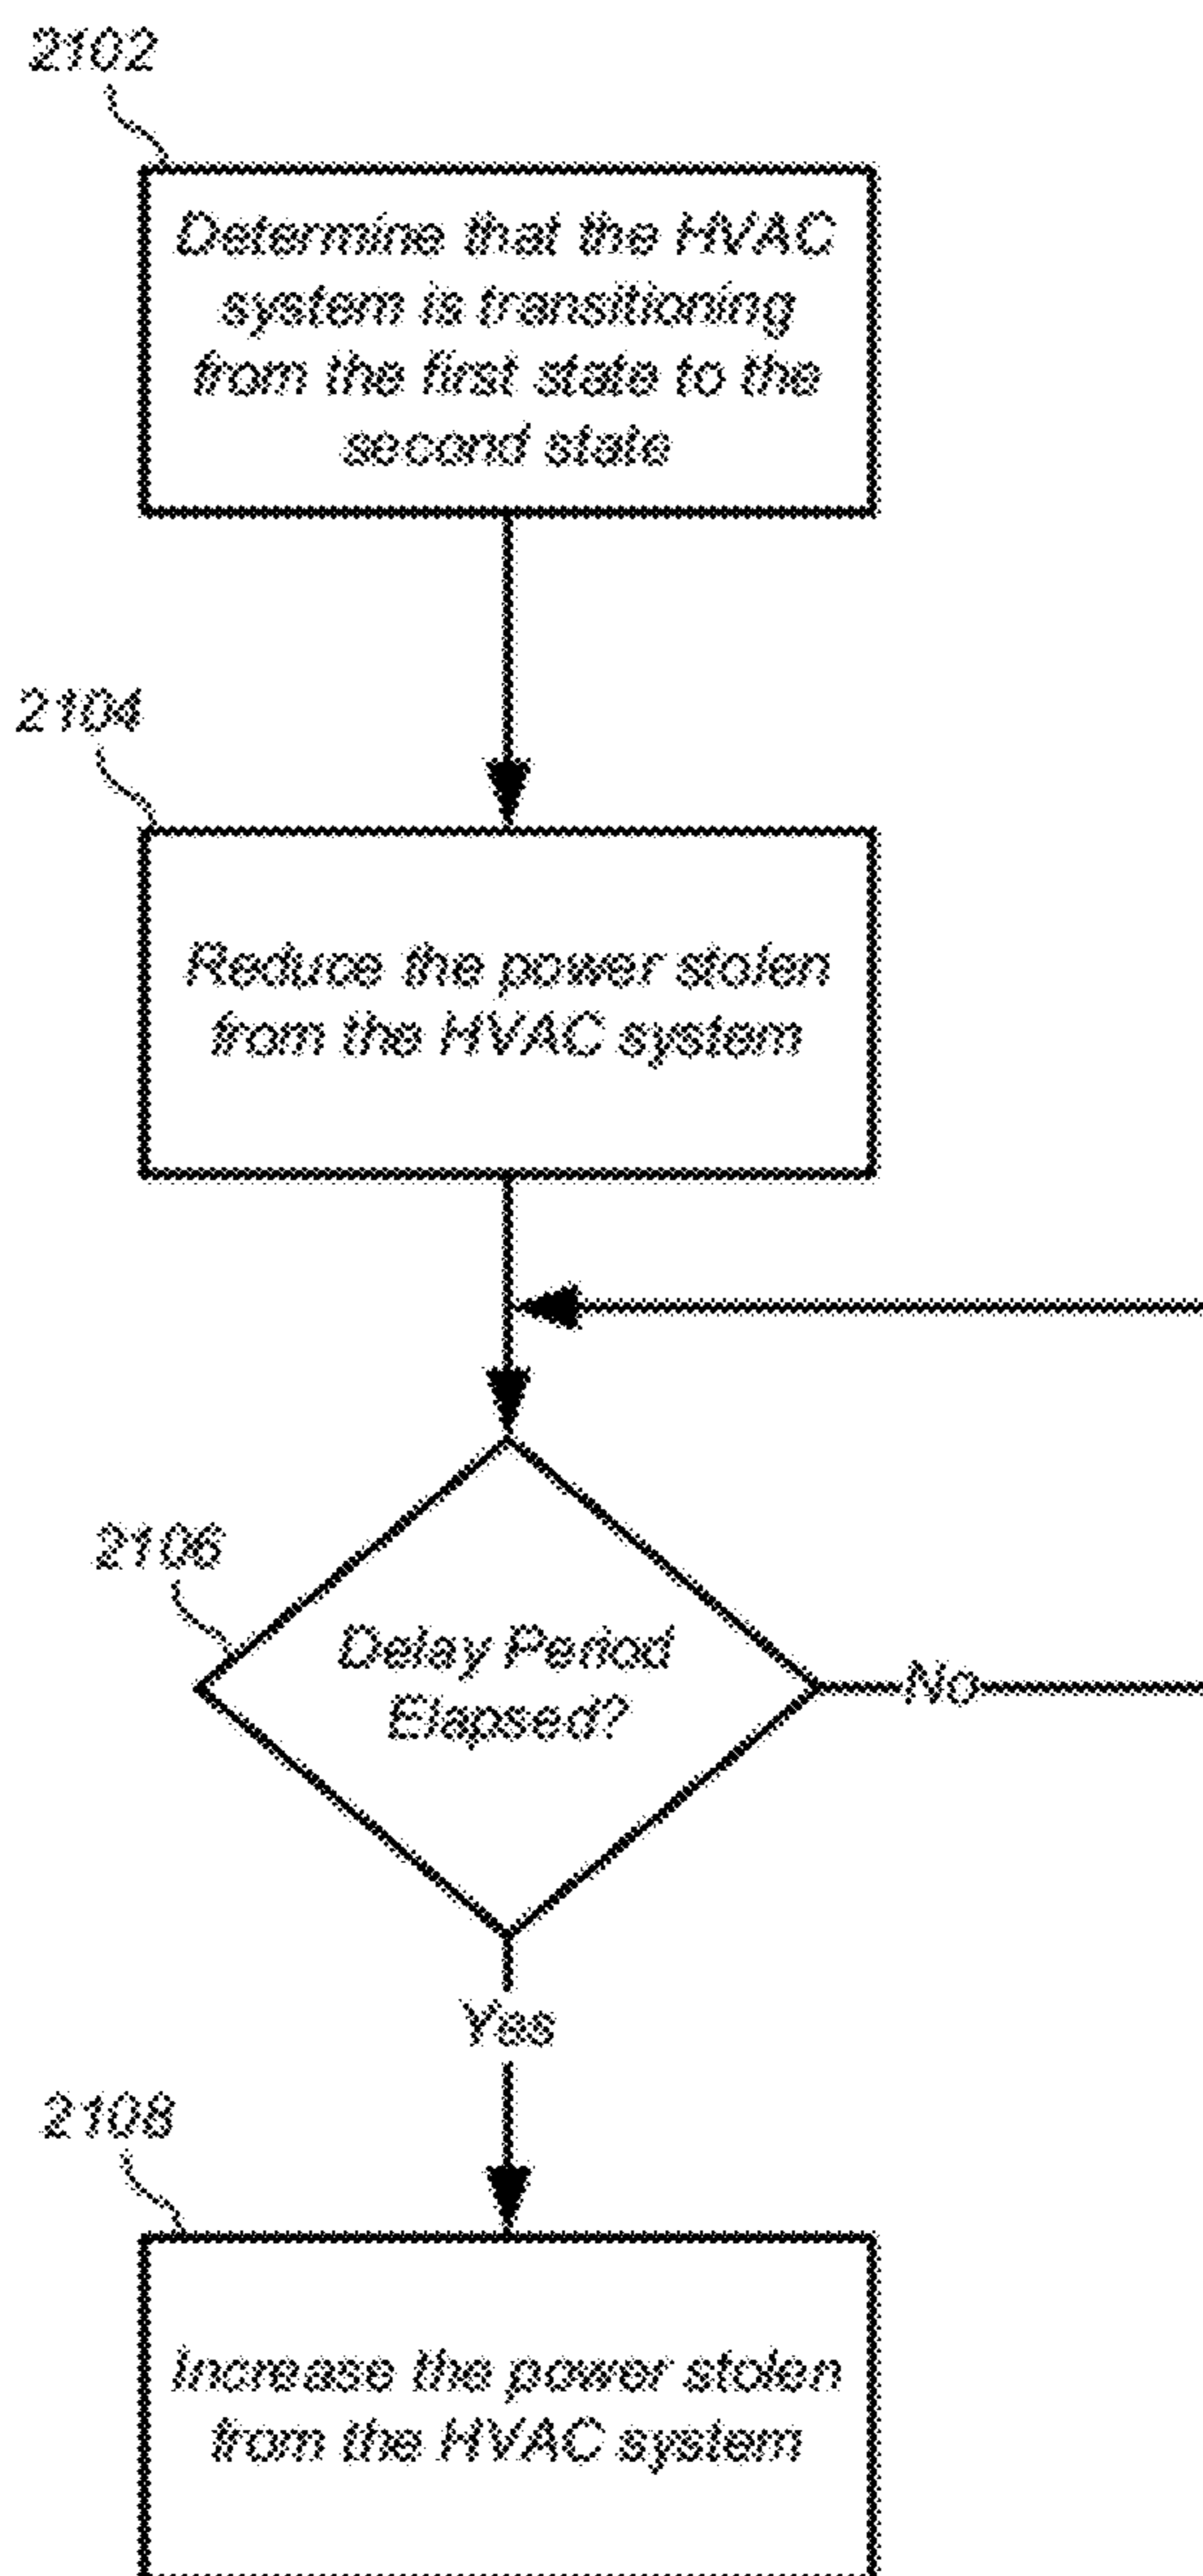 2102
Determine that the HVAC
system is transitioning
from the first state to the
second state
2104
Reduce the power stolen
from the HVAC system
2106
Delay Period
Elapsed?
No
Yes
2108
Increase the power stolen
from the HVAC system